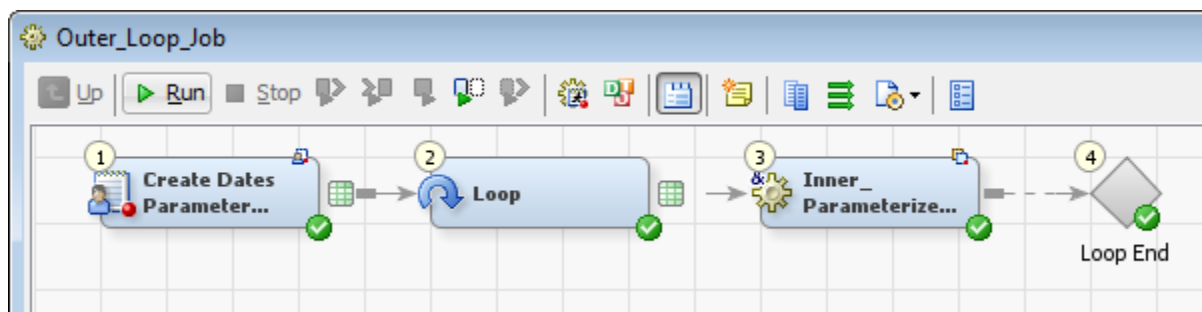 Outer_Loop_Job
Up Run Stop
1 2 3 4
Create Dates
Parameter...
Loop
Inner_
Parameterize...
Loop End